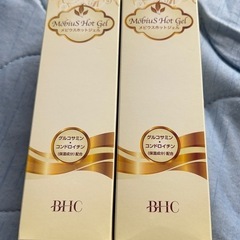 MöbiuS Hot Gel
メビウスホットジェル
グルコサミン
+
コンドロイチン
(保湿成分)配合
BHC
MöbiuS Hot Gel
メビウスホットジェル
グルコサミン
+
コンドロイチン
(保湿成分)配合
BHC